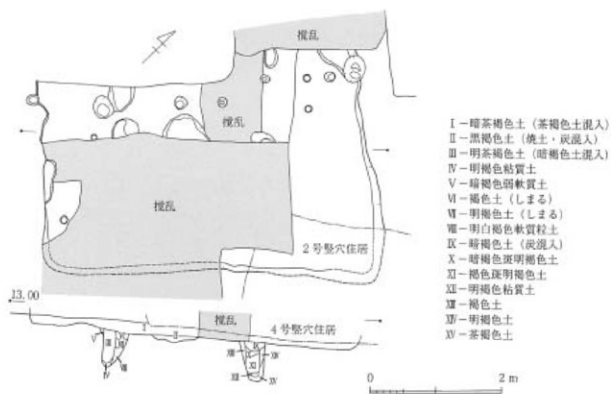 攪乱
攪乱
攪乱
2号竪穴住居
13.00
攪乱
4号竪穴住居
I－暗茶褐色土（茶褐色土混入）
II－黒褐色土（焼土・炭混入）
III－明茶褐色土（暗褐色土混入）
IV－明褐色粘質土
V－暗褐色弱軟質土
VI－褐色土（しまる）
VII－明褐色土（しまる）
VIII－明白褐色軟質粒土
IX－暗褐色土（炭混入）
X－暗褐色斑明褐色土
XI－褐色斑明褐色土
XII－明褐色粘質土
XIII－褐色土
XIV－明褐色土
XV－茶褐色土
0 2 m